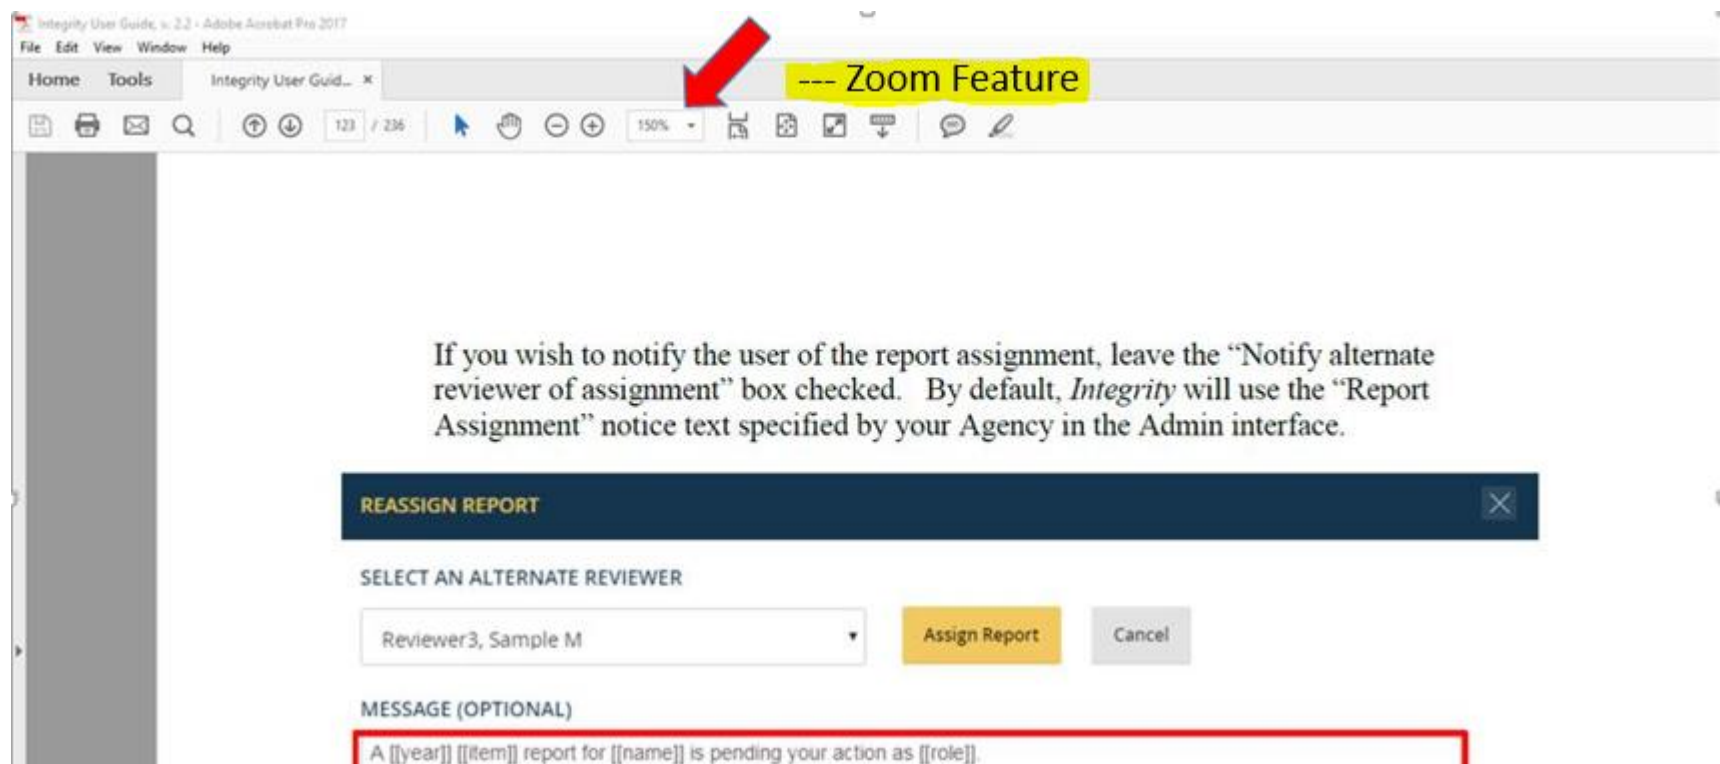 Integrity User Guide, v. 2.2 - Adobe Acrobat Pro 2017
File Edit View Window Help
Home Tools Integrity User Guid... ×
--- Zoom Feature
123 / 236 150%
If you wish to notify the user of the report assignment, leave the “Notify alternate
reviewer of assignment” box checked. By default, Integrity will use the “Report
Assignment” notice text specified by your Agency in the Admin interface.
REASSIGN REPORT
SELECT AN ALTERNATE REVIEWER
Reviewer3, Sample M Assign Report Cancel
MESSAGE (OPTIONAL)
A [[year]] [[item]] report for [[name]] is pending your action as [[role]].